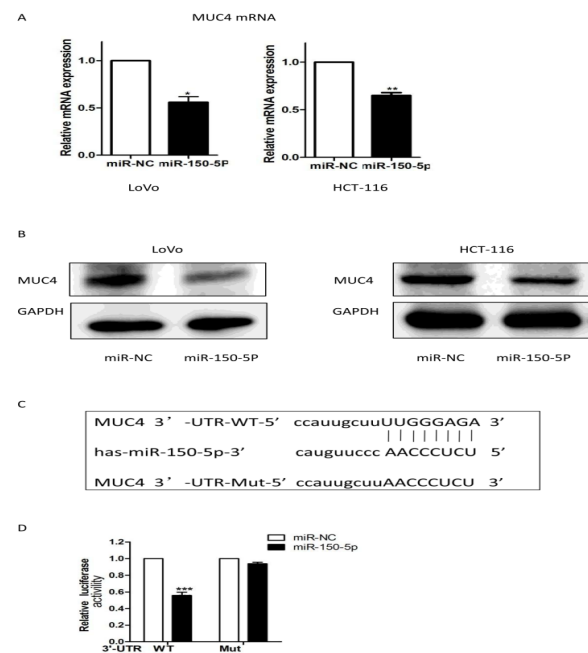 A
MUC4 mRNA
Relative mRNA expression
1.0
0.5
0.0
*
miR-NC miR-150-5P
LoVo
Relative mRNA expression
1.0
0.5
0.0
**
miR-NC miR-150-5p
HCT-116
B
LoVo
MUC4
GAPDH
miR-NC miR-150-5P
HCT-116
MUC4
GAPDH
miR-NC miR-150-5P
C
MUC4 3’ -UTR-WT-5’ ccauugcuuUUGGGAGA 3’
has-miR-150-5p-3’ cauguuccc AACCCUCU 5’
MUC4 3’ -UTR-Mut-5’ ccauugcuuAACCCUCU 3’
D
Relative luciferase
activility
1.2
1.0
0.8
0.6
0.4
0.2
0.0
***
miR-NC
miR-150-5p
3'-UTR WT Mut